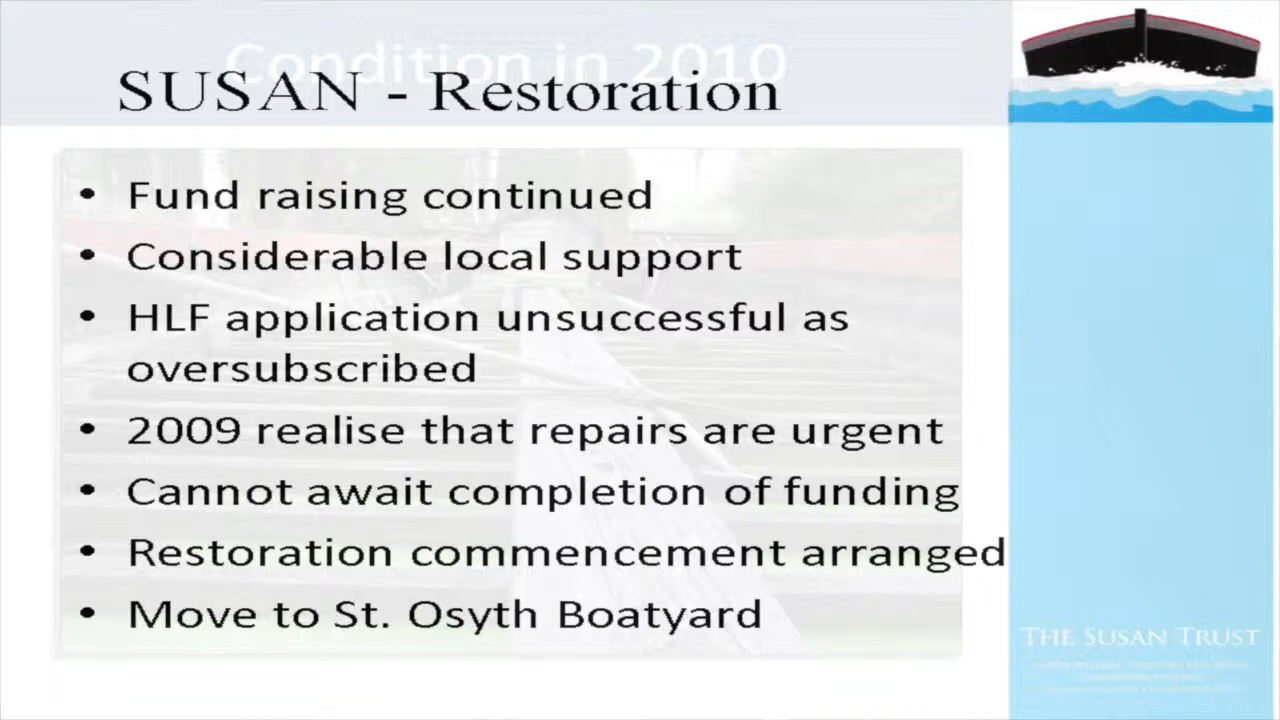 Condition in 2010
SUSAN - Restoration
• Fund raising continued
• Considerable local support
• HLF application unsuccessful as
oversubscribed
• 2009 realise that repairs are urgent
• Cannot await completion of funding
• Restoration commencement arranged
• Move to St. Osyth Boatyard
THE SUSAN TRUST